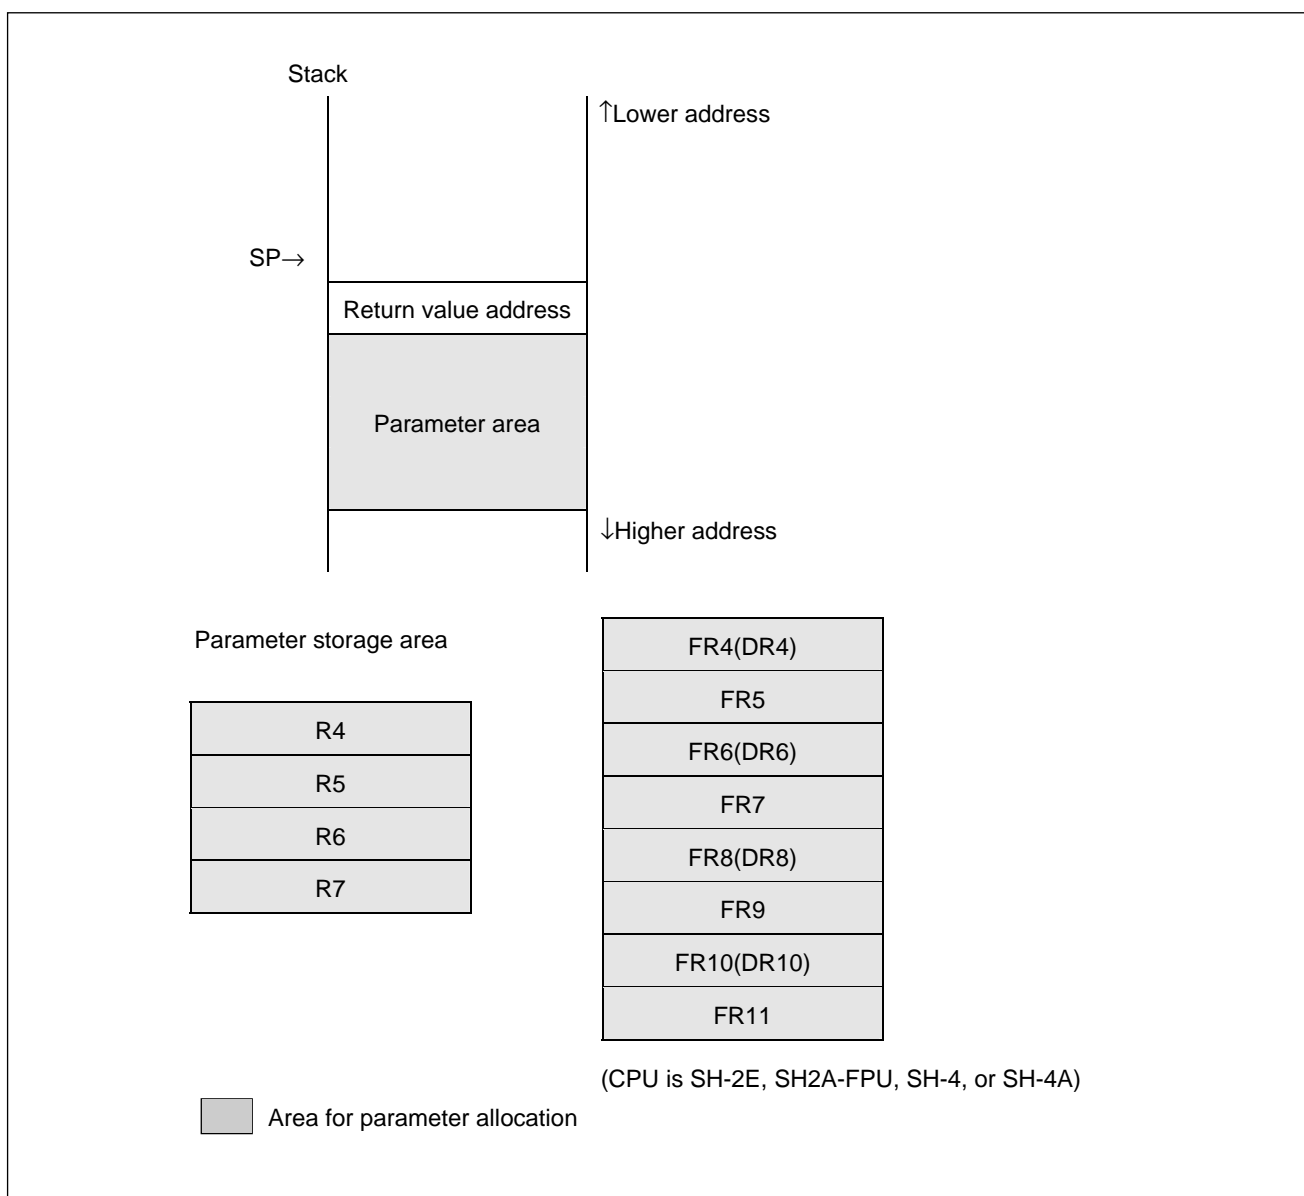 Stack
↑Lower address
SP→
Return value address
Parameter area
↓Higher address
Parameter storage area
R4
R5
R6
R7
FR4(DR4)
FR5
FR6(DR6)
FR7
FR8(DR8)
FR9
FR10(DR10)
FR11
(CPU is SH-2E, SH2A-FPU, SH-4, or SH-4A)
Area for parameter allocation